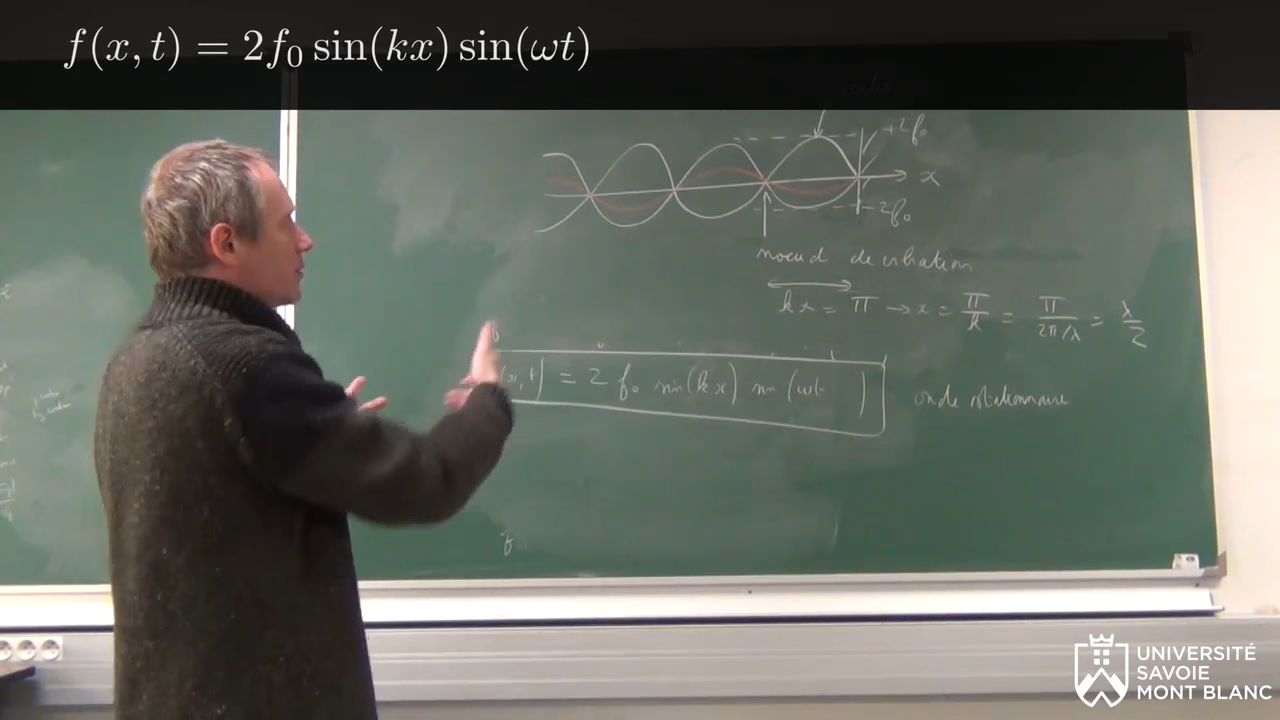 f(x, t) = 2f₀ sin(kx) sin(ωt)
+2f₀
x
-2f₀
noeud de vibration
kx = π → x = π/k = π/(2π/λ) = λ/2
(x, t) = 2 f₀ sin(kx) sin(ωt )
onde stationnaire
f
UNIVERSITÉ
SAVOIE
MONT BLANC